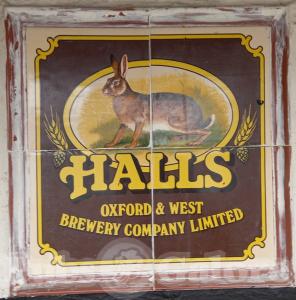 HALLS
OXFORD & WEST
BREWERY COMPANY LIMITED